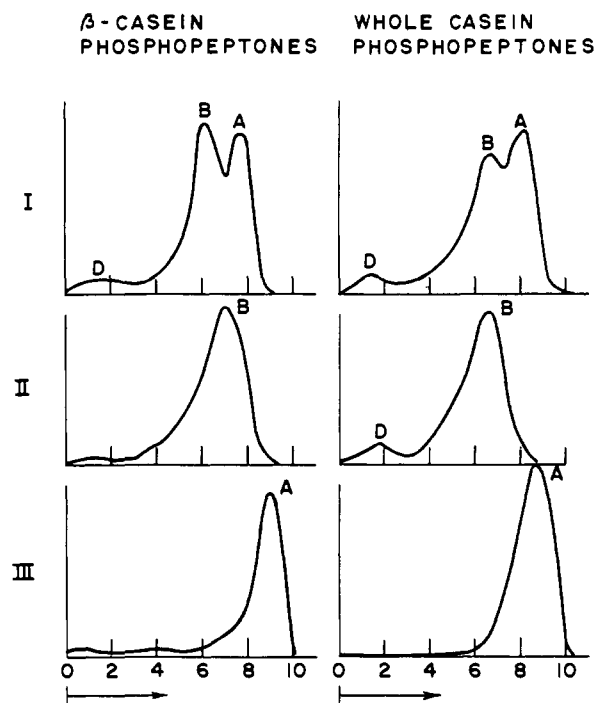 β-CASEIN
PHOSPHOPEPTONES
WHOLE CASEIN
PHOSPHOPEPTONES
I
D
B
A
D
B
A
II
B
D
B
III
A
A
0 2 4 6 8 10
0 2 4 6 8 10